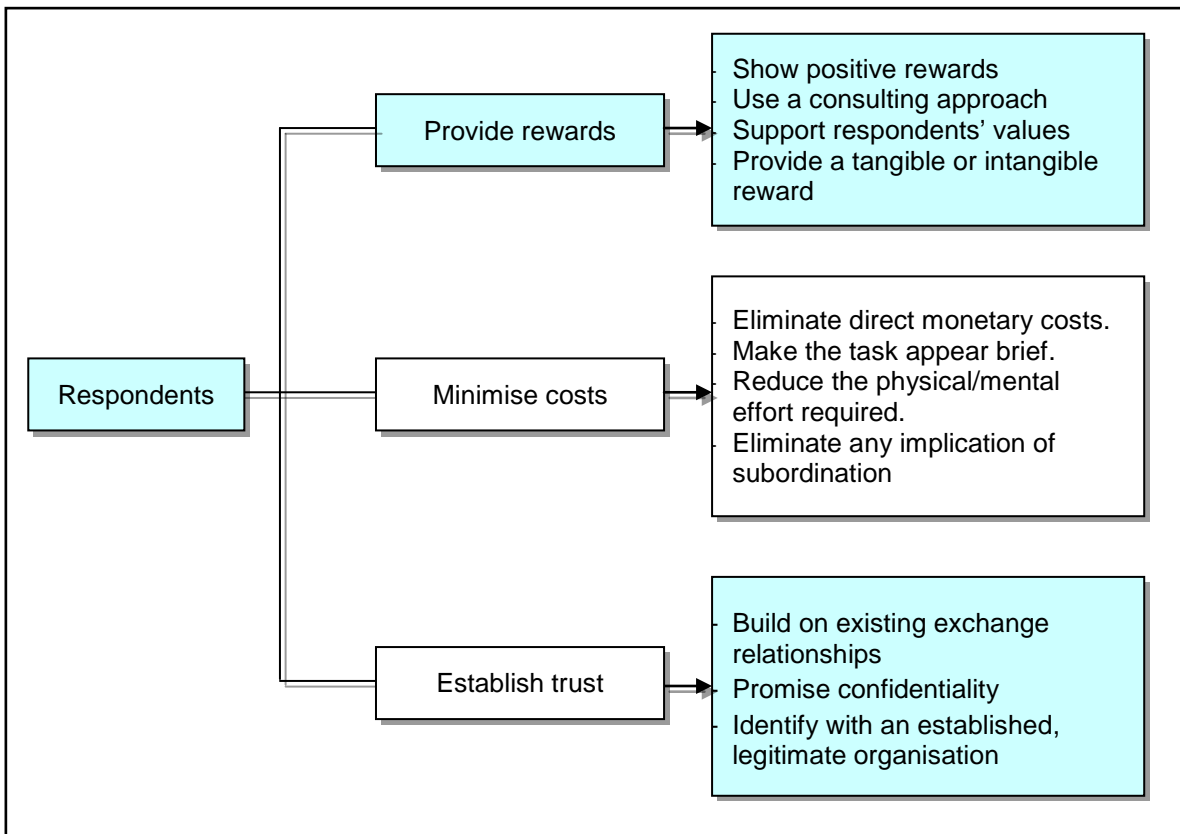 Respondents
Provide rewards
- Show positive rewards
- Use a consulting approach
- Support respondents’ values
- Provide a tangible or intangible
reward
Minimise costs
- Eliminate direct monetary costs.
- Make the task appear brief.
- Reduce the physical/mental
effort required.
- Eliminate any implication of
subordination
Establish trust
- Build on existing exchange
relationships
- Promise confidentiality
- Identify with an established,
legitimate organisation